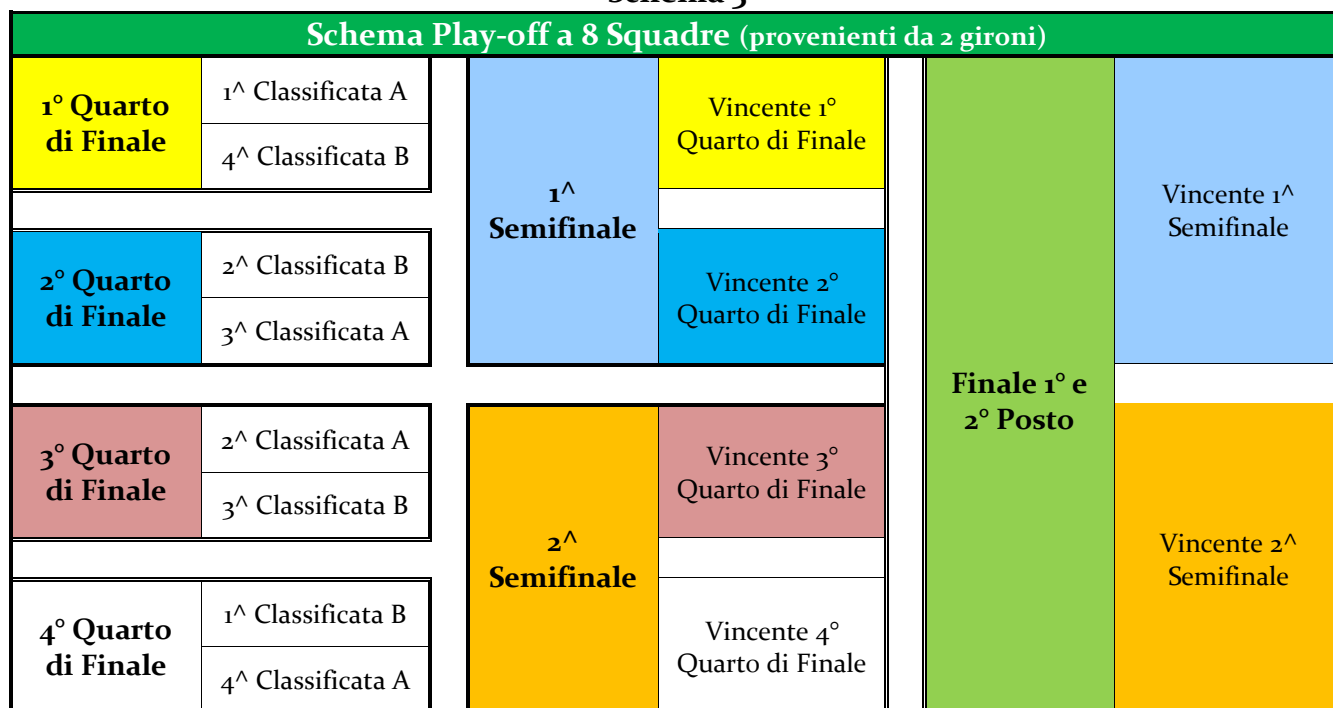 Schema 3
Schema Play-off a 8 Squadre (provenienti da 2 gironi)
1° Quarto
di Finale
1^ Classificata A
4^ Classificata B
2° Quarto
di Finale
2^ Classificata B
3^ Classificata A
3° Quarto
di Finale
2^ Classificata A
3^ Classificata B
4° Quarto
di Finale
1^ Classificata B
4^ Classificata A
1^
Semifinale
Vincente 1°
Quarto di Finale
Vincente 2°
Quarto di Finale
2^
Semifinale
Vincente 3°
Quarto di Finale
Vincente 4°
Quarto di Finale
Finale 1° e
2° Posto
Vincente 1^
Semifinale
Vincente 2^
Semifinale